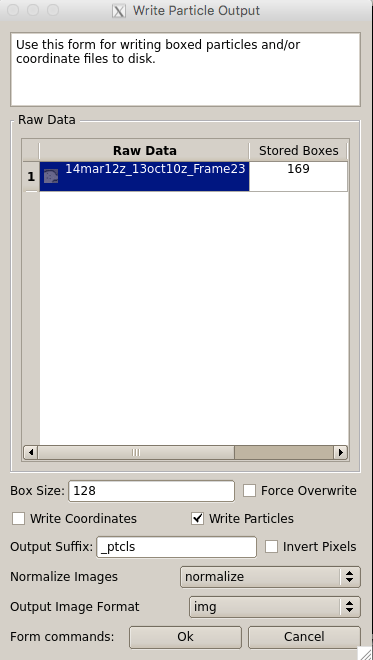 Write Particle Output
Use this form for writing boxed particles and/or
coordinate files to disk.
Raw Data
Raw Data Stored Boxes
1 14mar12z_13oct10z_Frame23 169
Box Size: 128 Force Overwrite
Write Coordinates Write Particles
Output Suffix: _ptcls Invert Pixels
Normalize Images normalize
Output Image Format img
Form commands: Ok Cancel